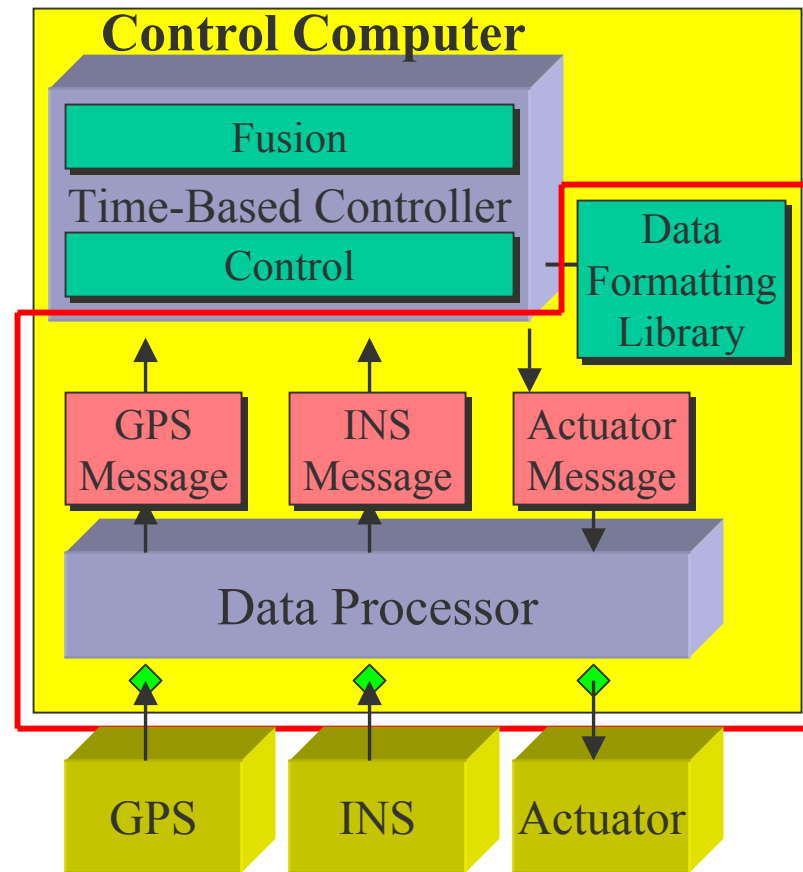 Control Computer
Fusion
Time-Based Controller
Control
Data
Formatting
Library
GPS
Message
INS
Message
Actuator
Message
Data Processor
GPS
INS
Actuator